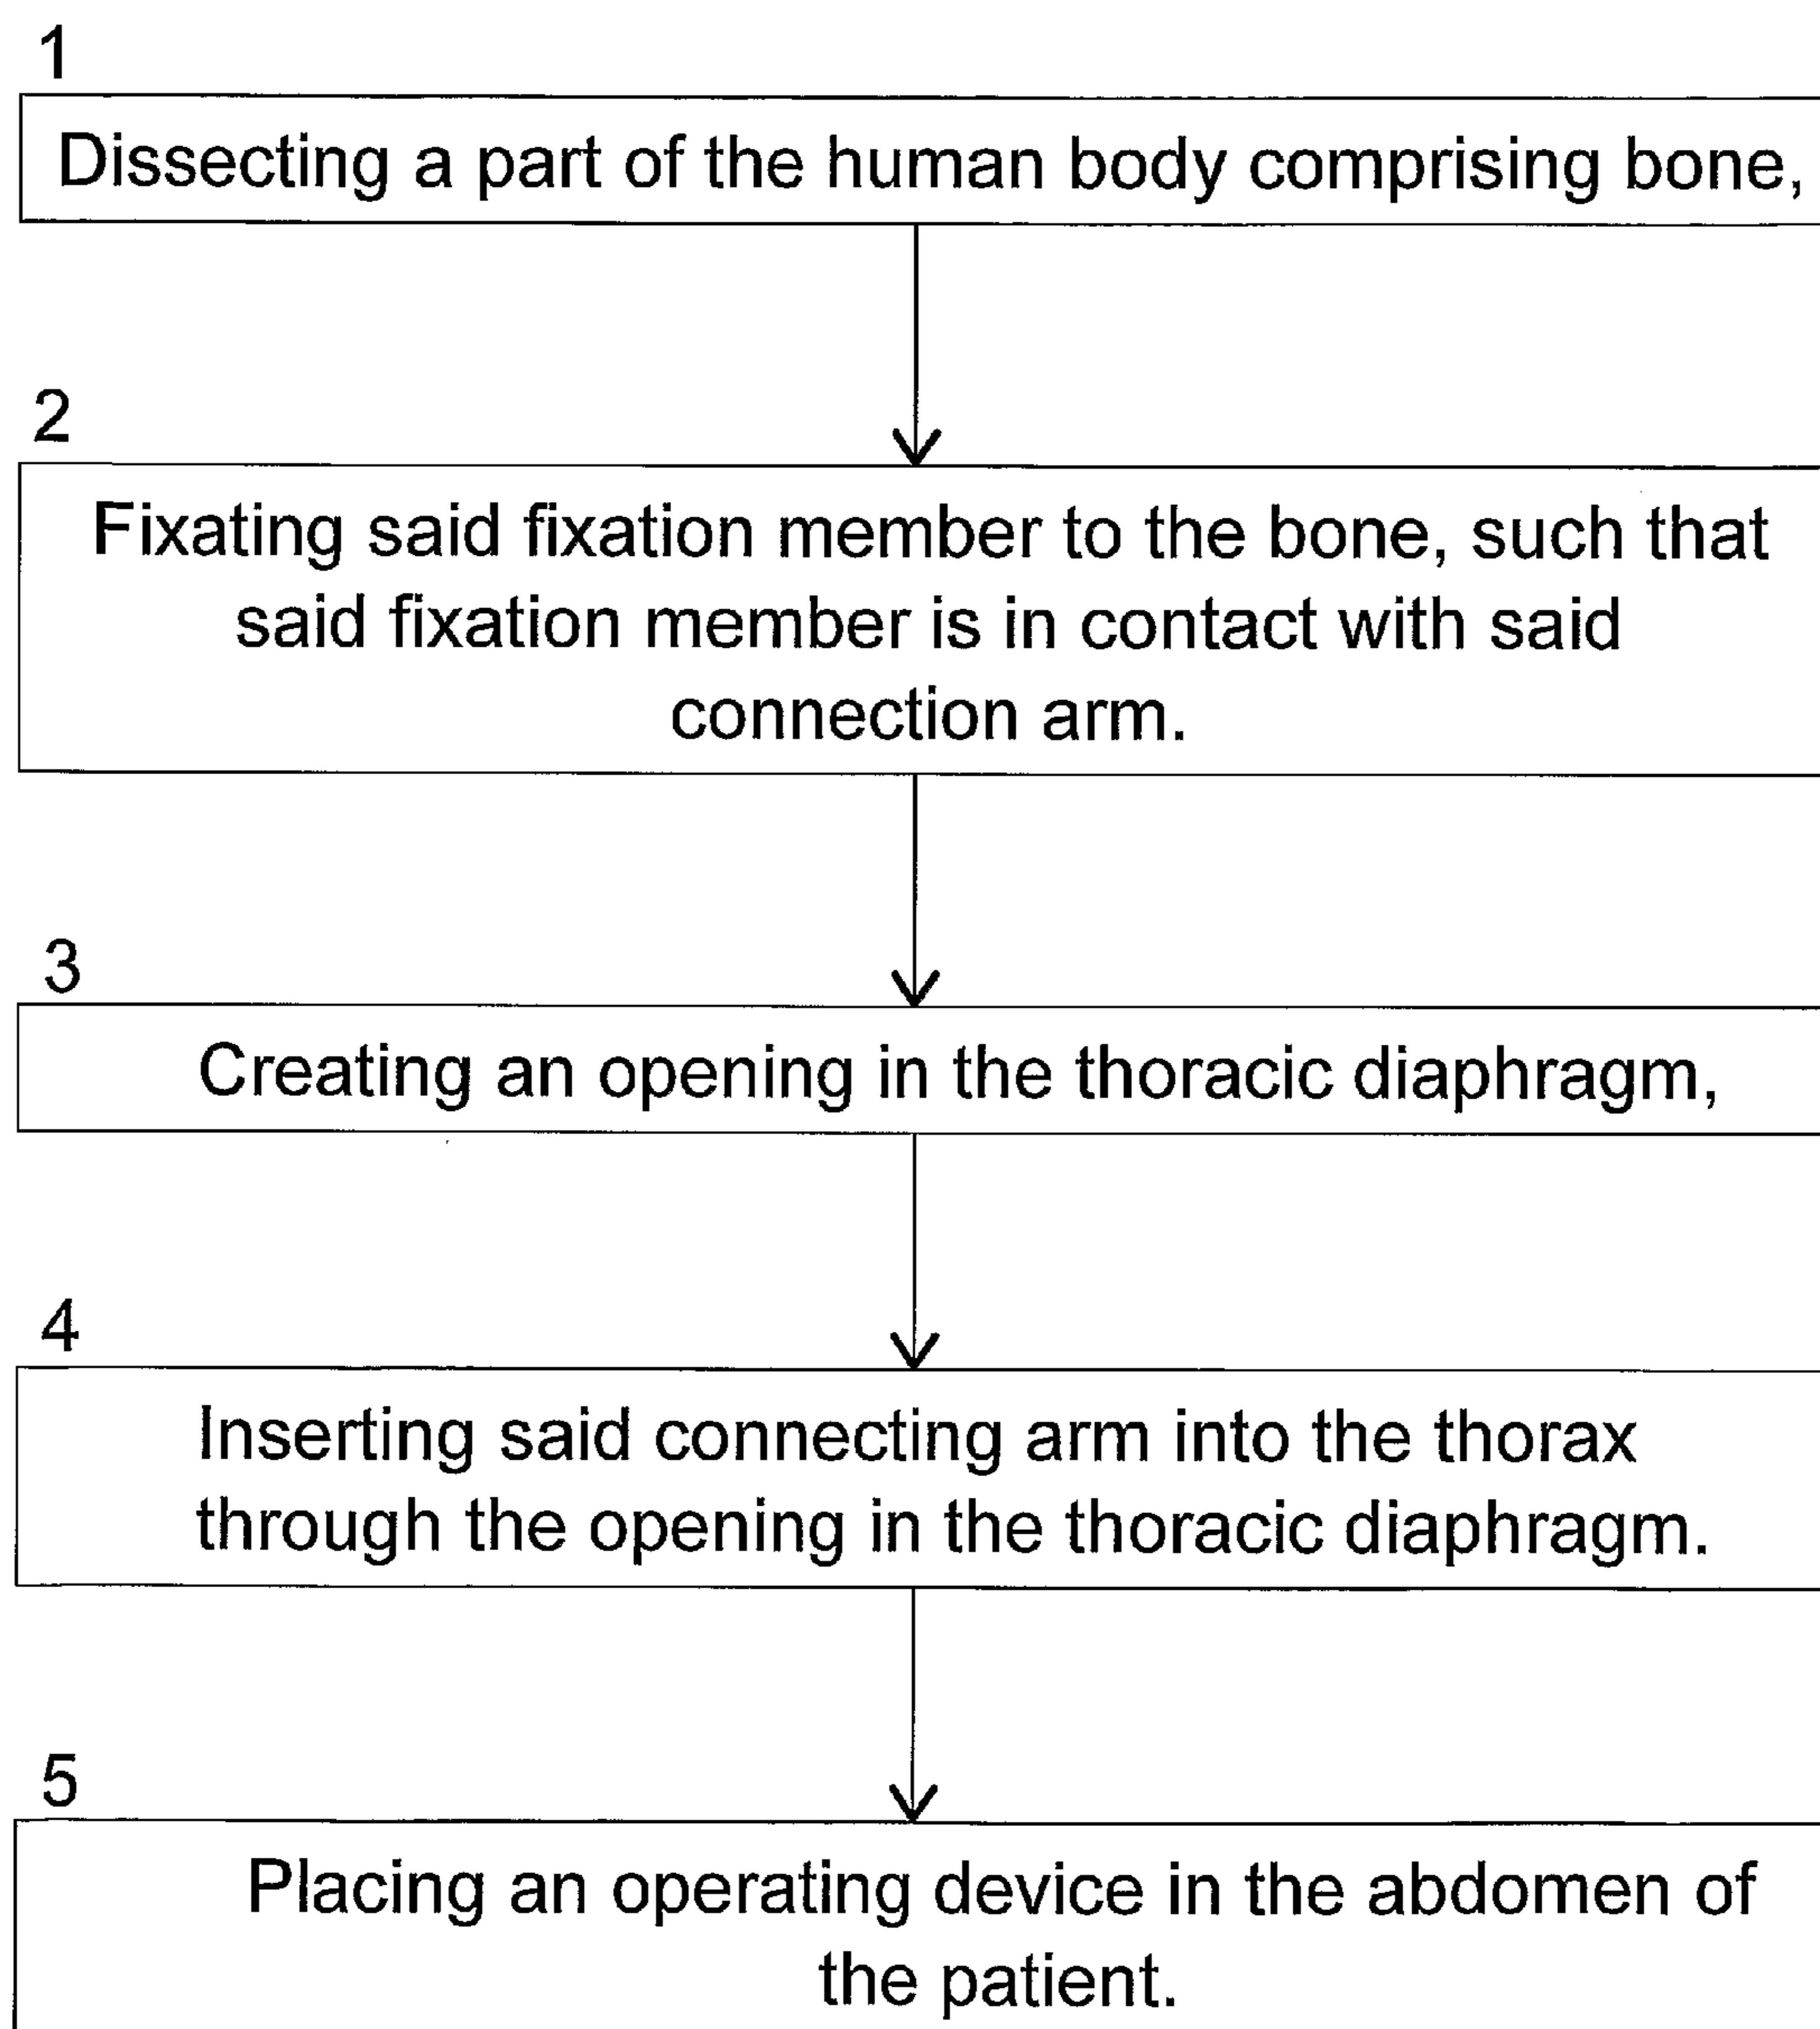 1
Dissecting a part of the human body comprising bone,
2
Fixating said fixation member to the bone, such that
said fixation member is in contact with said
connection arm.
3
Creating an opening in the thoracic diaphragm,
4
Inserting said connecting arm into the thorax
through the opening in the thoracic diaphragm.
5
Placing an operating device in the abdomen of
the patient.